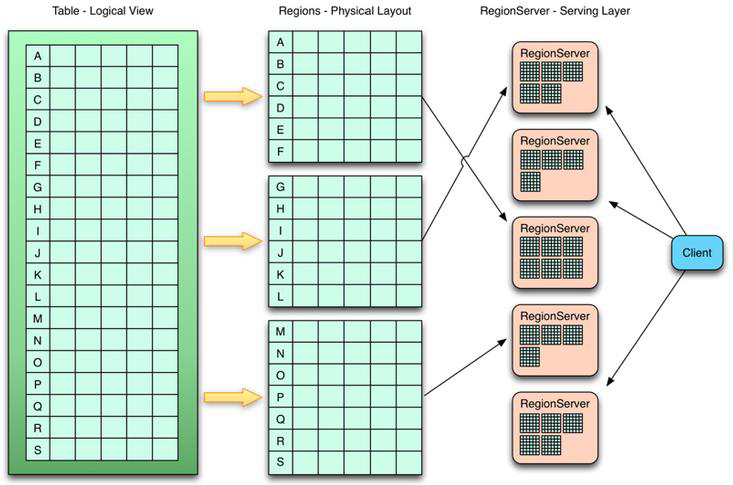 Table - Logical View
Regions - Physical Layout
RegionServer - Serving Layer
A
B
C
D
E
F
G
H
I
J
K
L
M
N
O
P
Q
R
S
A
B
C
D
E
F
G
H
I
J
K
L
M
N
O
P
Q
R
S
RegionServer
RegionServer
RegionServer
RegionServer
RegionServer
Client